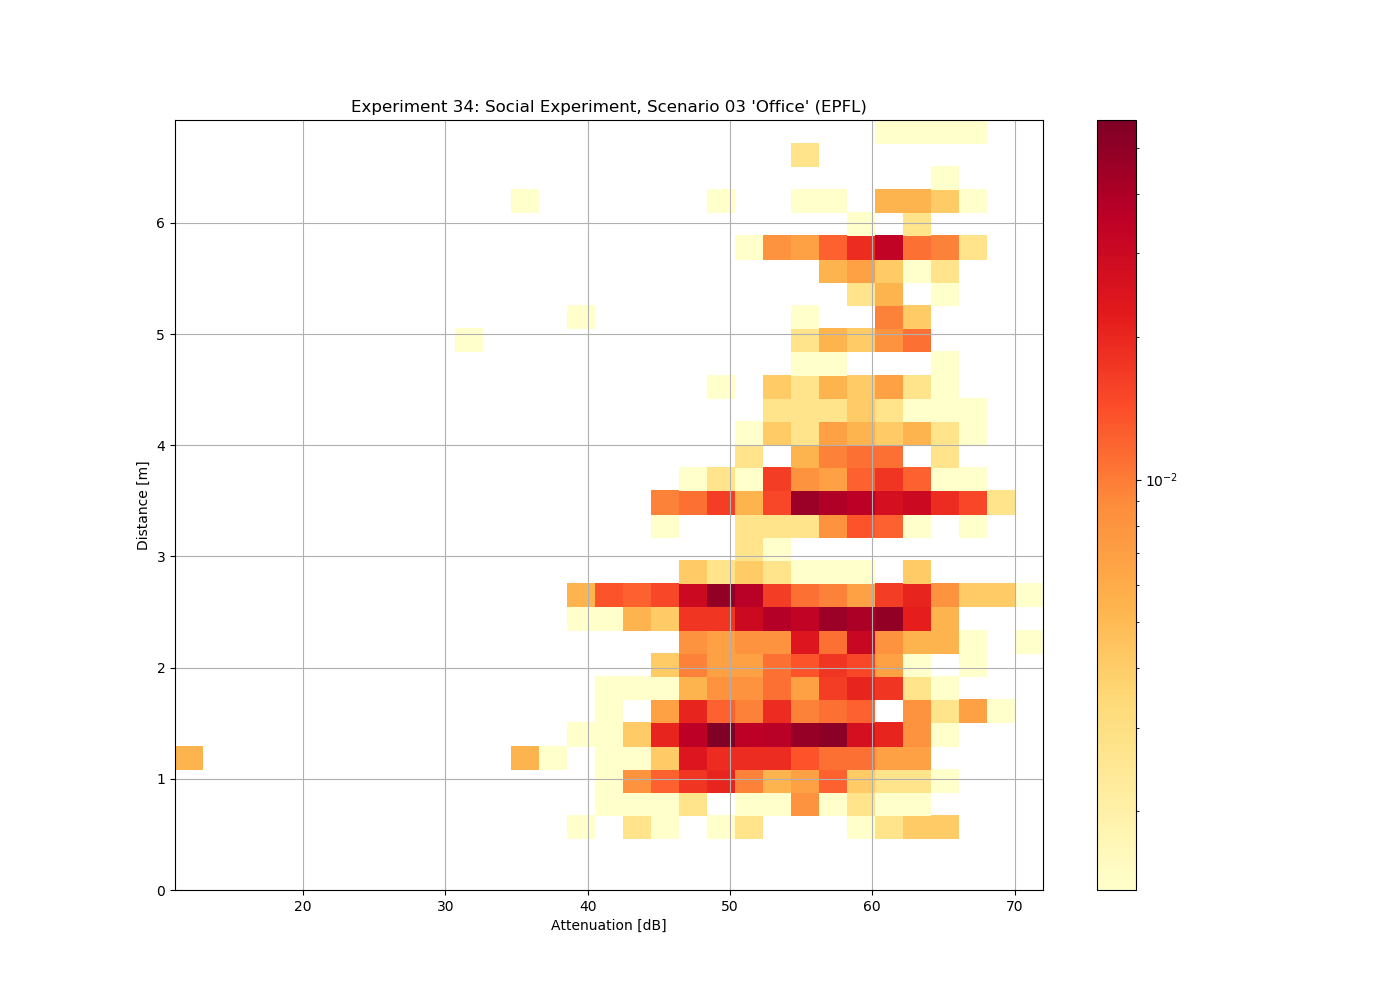 Experiment 34: Social Experiment, Scenario 03 'Office' (EPFL)
6
5
4
3
2
1
0
Distance [m]
20 30 40 50 60 70
Attenuation [dB]
10⁻²